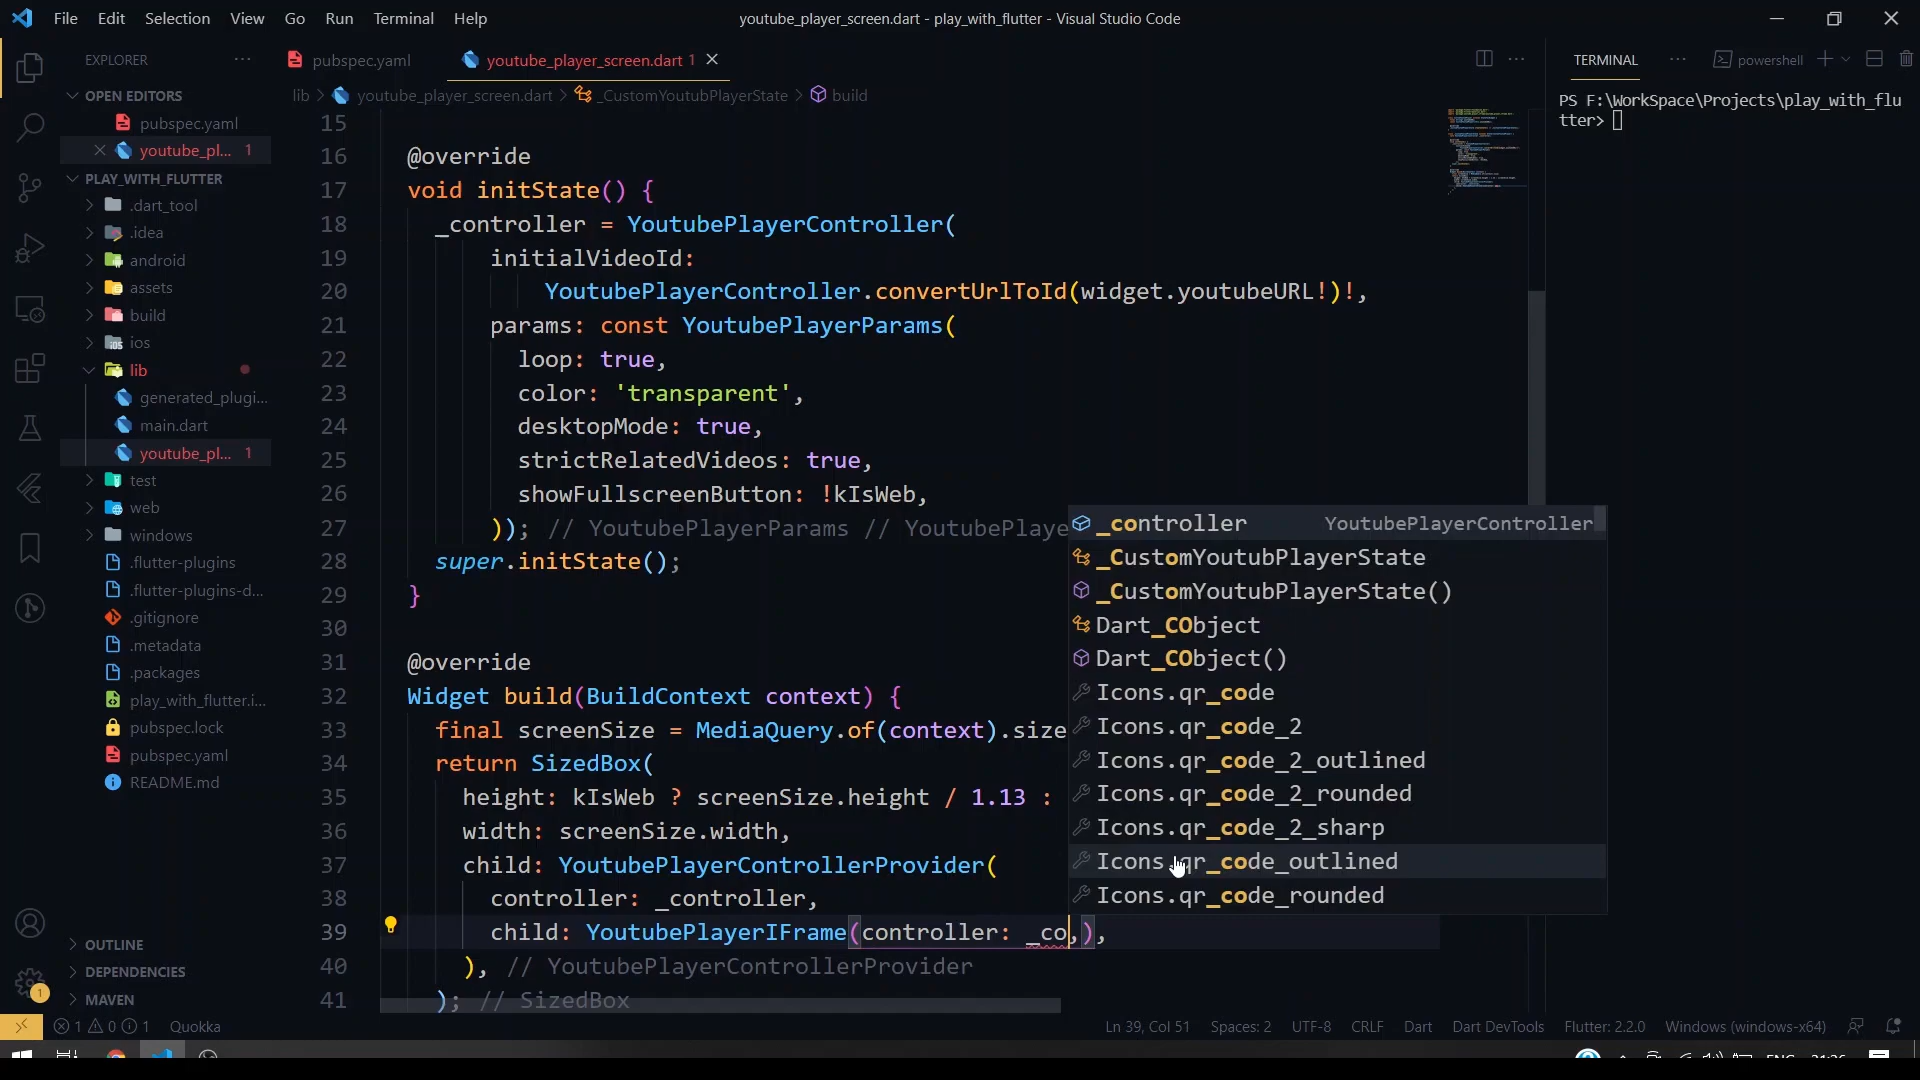 File Edit Selection View Go Run Terminal Help
youtube_player_screen.dart - play_with_flutter - Visual Studio Code
EXPLORER
OPEN EDITORS
pubspec.yaml
youtube_pl... 1
PLAY_WITH_FLUTTER
.dart_tool
.idea
android
assets
build
ios
lib
generated_plugi...
main.dart
youtube_pl... 1
test
web
windows
.flutter-plugins
.flutter-plugins-d...
.gitignore
.metadata
.packages
play_with_flutter.i...
pubspec.lock
pubspec.yaml
README.md
OUTLINE
DEPENDENCIES
MAVEN
pubspec.yaml youtube_player_screen.dart 1
lib > youtube_player_screen.dart > _CustomYoutubPlayerState > build
15
16 @override
17 void initState() {
18 _controller = YoutubePlayerController(
19 initialVideoId:
20 YoutubePlayerController.convertUrlToId(widget.youtubeURL!)!,
21 params: const YoutubePlayerParams(
22 loop: true,
23 color: 'transparent',
24 desktopMode: true,
25 strictRelatedVideos: true,
26 showFullscreenButton: !kIsWeb,
27 )); // YoutubePlayerParams // YoutubePlaye
28 super.initState();
29 }
30
31 @override
32 Widget build(BuildContext context) {
33 final screenSize = MediaQuery.of(context).size
34 return SizedBox(
35 height: kIsWeb ? screenSize.height / 1.13 :
36 width: screenSize.width,
37 child: YoutubePlayerControllerProvider(
38 controller: _controller,
39 child: YoutubePlayerIFrame(controller: _co,),
40 ), // YoutubePlayerControllerProvider
41 ); // SizedBox
_controller YoutubePlayerController
_CustomYoutubPlayerState
_CustomYoutubPlayerState()
Dart_CObject
Dart_CObject()
Icons.qr_code
Icons.qr_code_2
Icons.qr_code_2_outlined
Icons.qr_code_2_rounded
Icons.qr_code_2_sharp
Icons.qr_code_outlined
Icons.qr_code_rounded
TERMINAL powershell
PS F:\WorkSpace\Projects\play_with_flu
tter>
1
1 0 1 Quokka
Ln 39, Col 51 Spaces: 2 UTF-8 CRLF Dart Dart DevTools Flutter: 2.2.0 Windows (windows-x64)